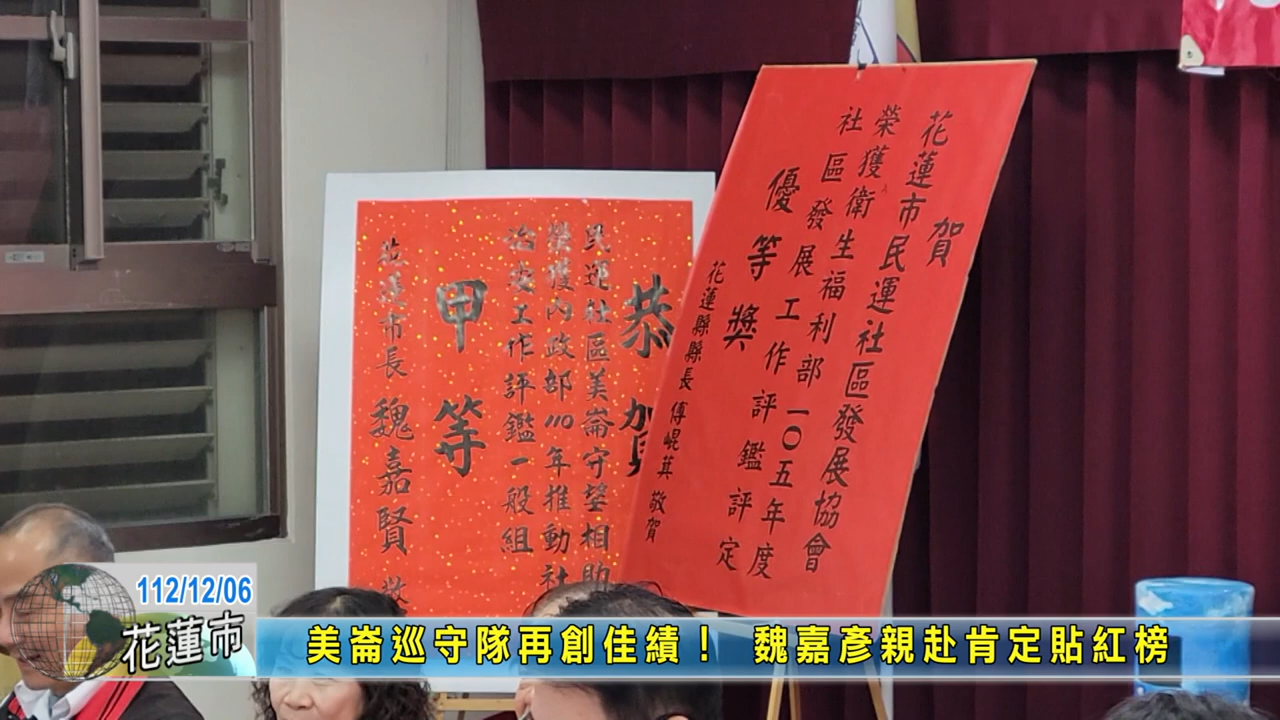 賀
花蓮市民運社區發展協會
榮獲衛生福利部一〇五年度
社區發展工作評鑑評定
優等獎
花蓮縣縣長 傅崐萁 敬賀
恭賀
民運社區美崙守望相助
榮獲內政部110年推動社
治安工作評鑑一般組
甲等
花蓮市長 魏嘉賢
112/12/06
花蓮市
美崙巡守隊再創佳績！ 魏嘉彥親赴肯定貼紅榜